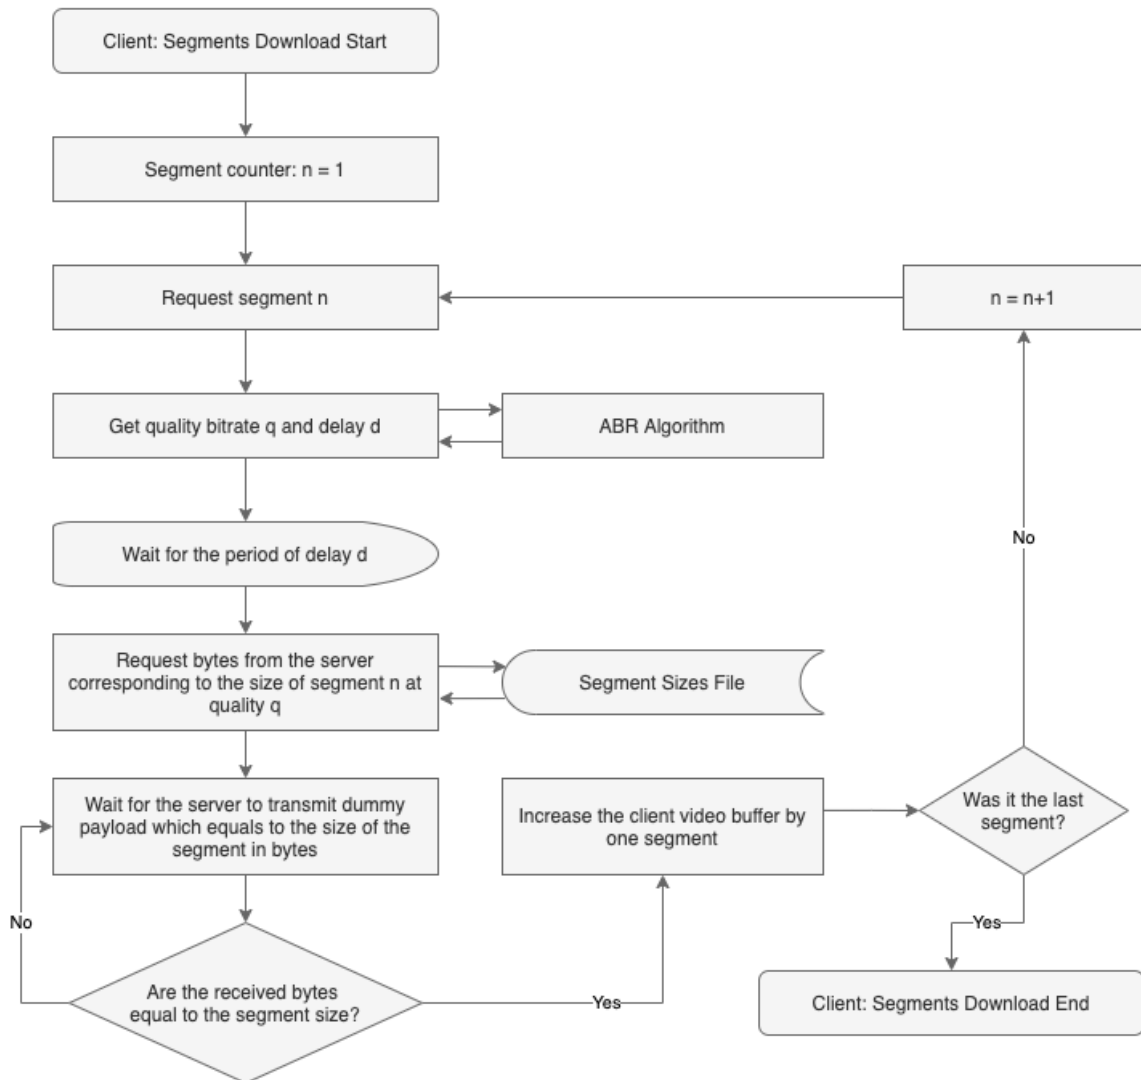 Client: Segments Download Start
Segment counter: n = 1
Request segment n
n = n+1
Get quality bitrate q and delay d
ABR Algorithm
Wait for the period of delay d
No
Request bytes from the server
corresponding to the size of segment n at
quality q
Segment Sizes File
Wait for the server to transmit dummy
payload which equals to the size of the
segment in bytes
Increase the client video buffer by
one segment
Was it the last
segment?
No
Yes
Are the received bytes
equal to the segment size?
Yes
Client: Segments Download End